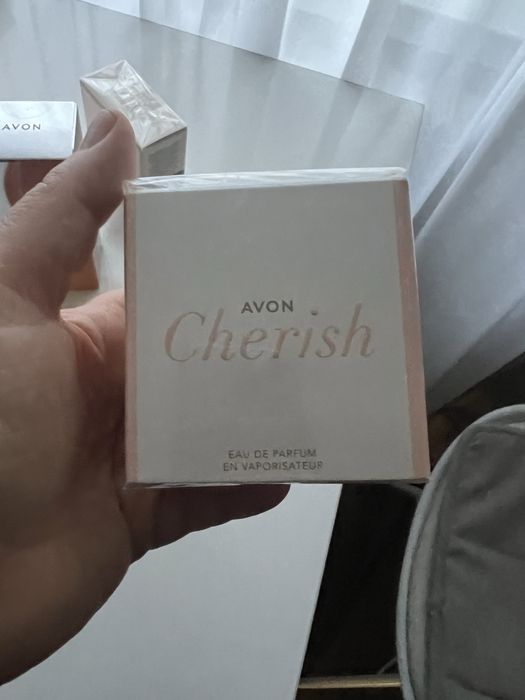 AVON
AVON
Cherish
EAU DE PARFUM
EN VAPORISATEUR